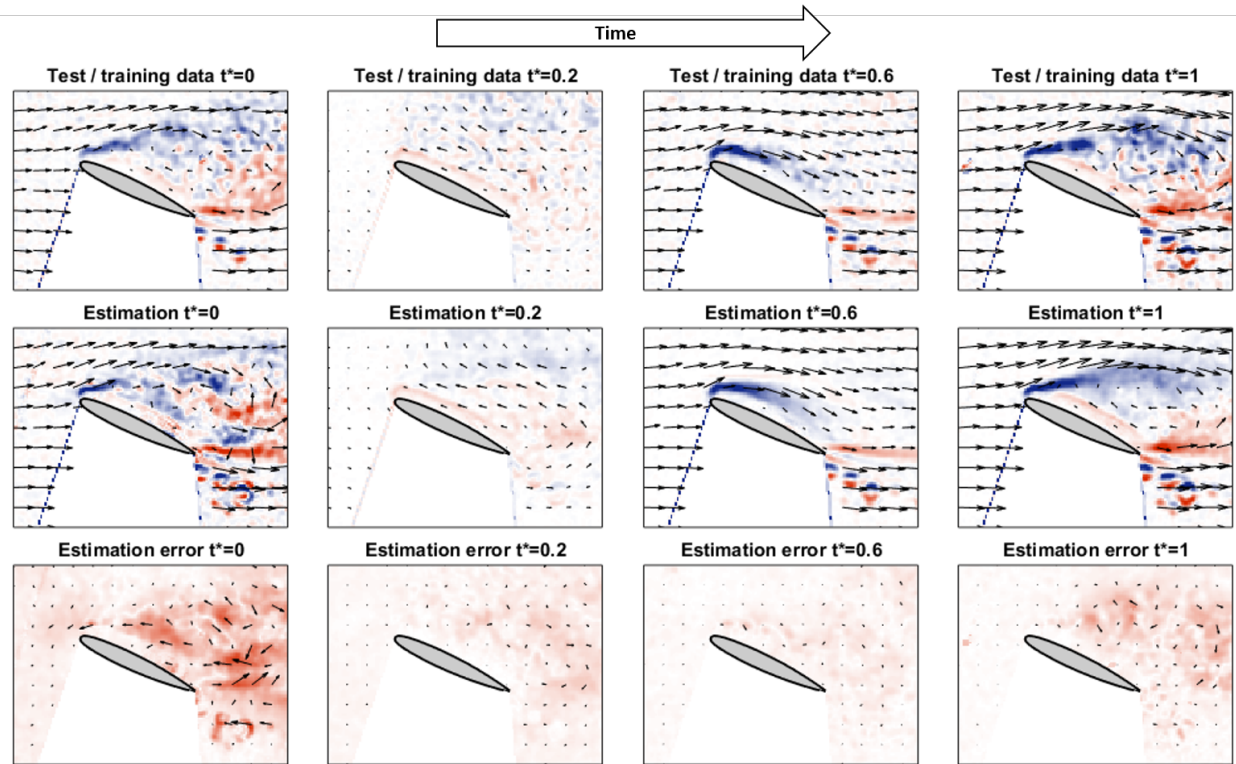 Time
Test / training data t*=0
Test / training data t*=0.2
Test / training data t*=0.6
Test / training data t*=1
Estimation t*=0
Estimation t*=0.2
Estimation t*=0.6
Estimation t*=1
Estimation error t*=0
Estimation error t*=0.2
Estimation error t*=0.6
Estimation error t*=1